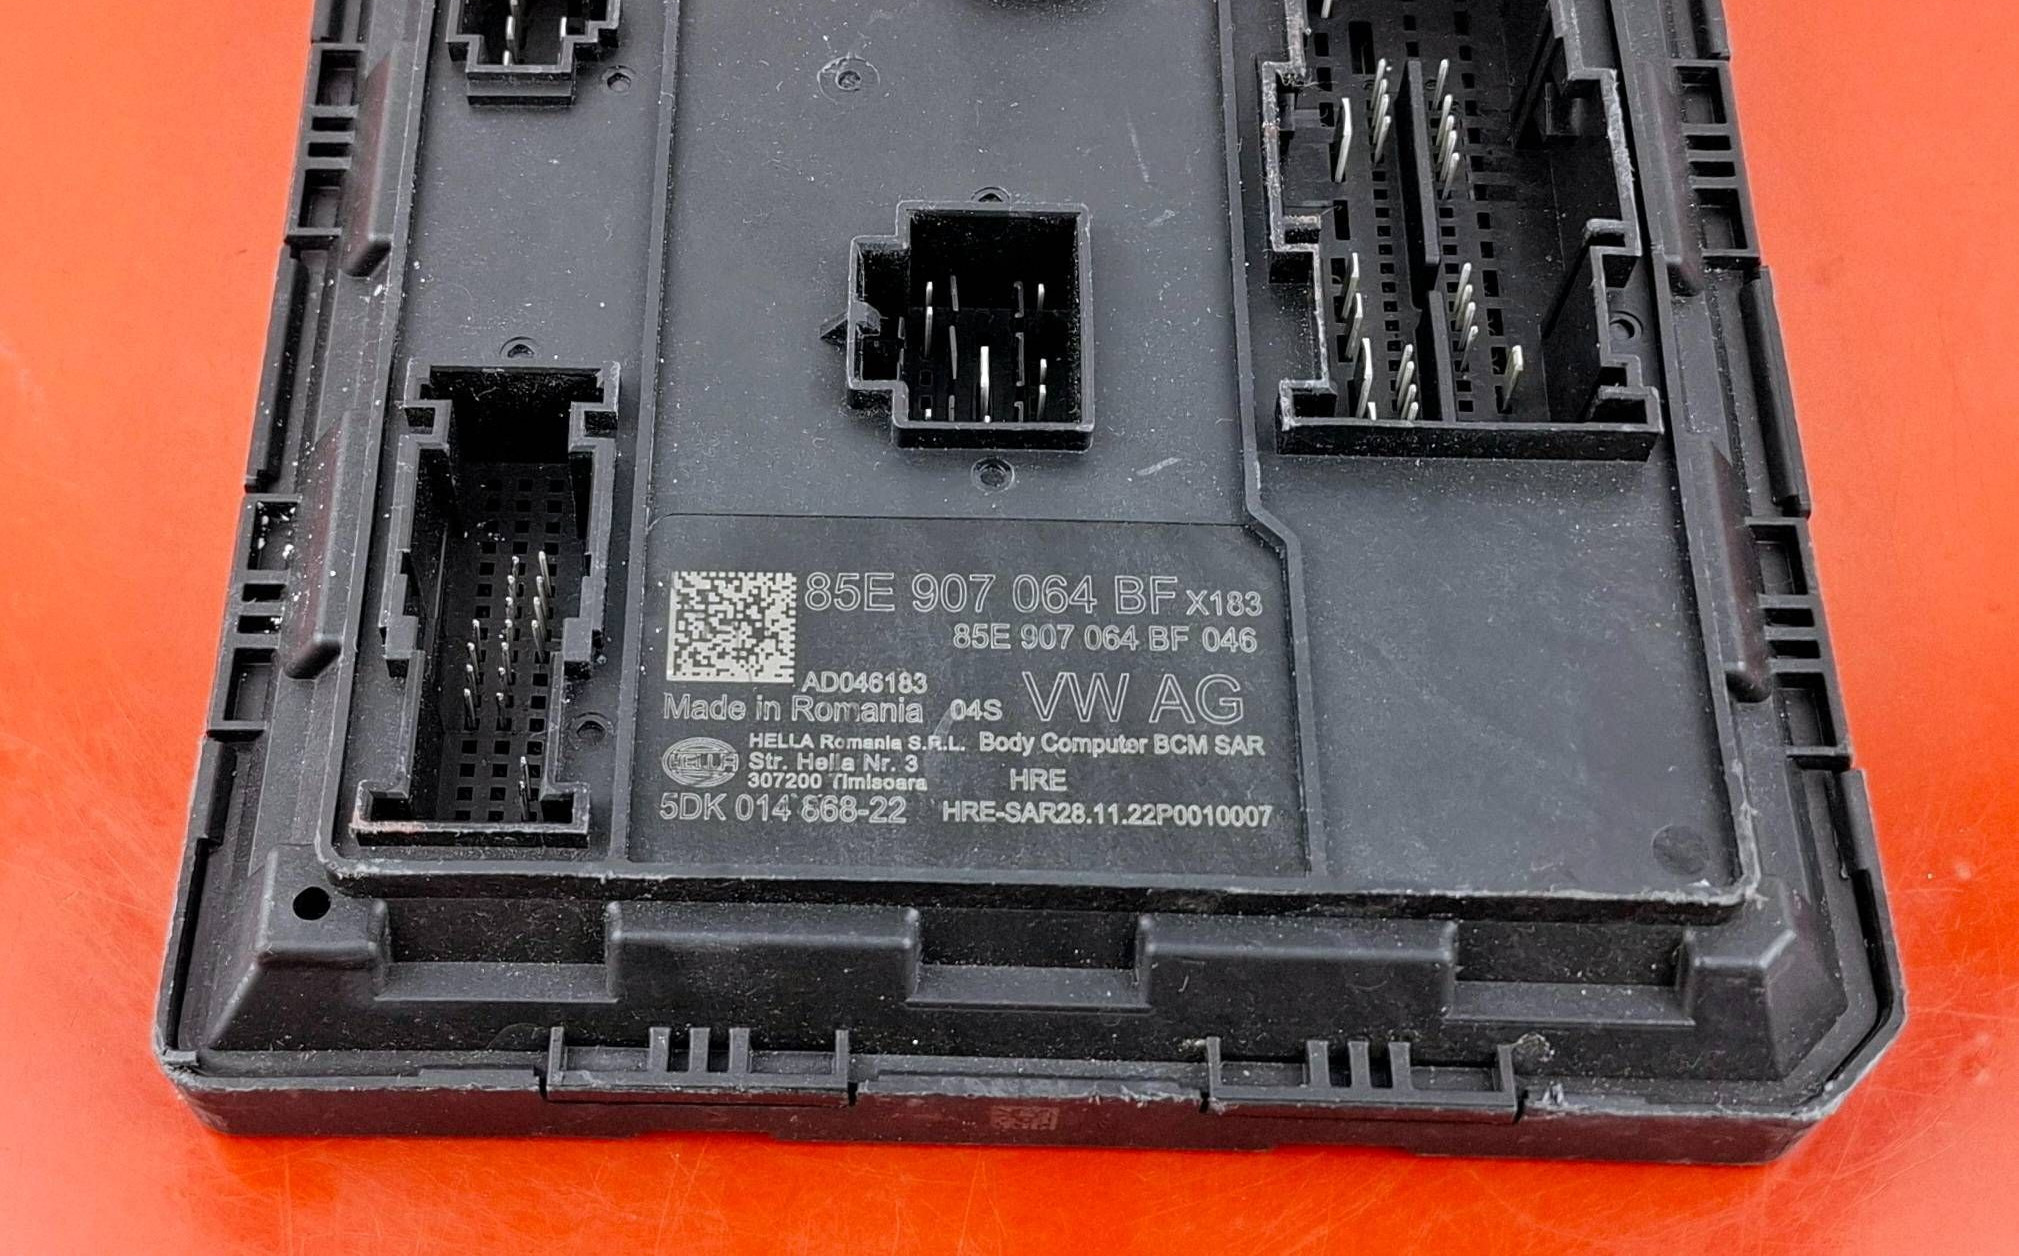 85E 907 064 BF X183
85E 907 064 BF 046
AD046183
Made in Romania 04S VW AG
HELLA Romania S.R.L. Body Computer BCM SAR
HELLA Str. Hella Nr. 3
307200 Timisoara HRE
5DK 014 868-22 HRE-SAR28.11.22P0010007